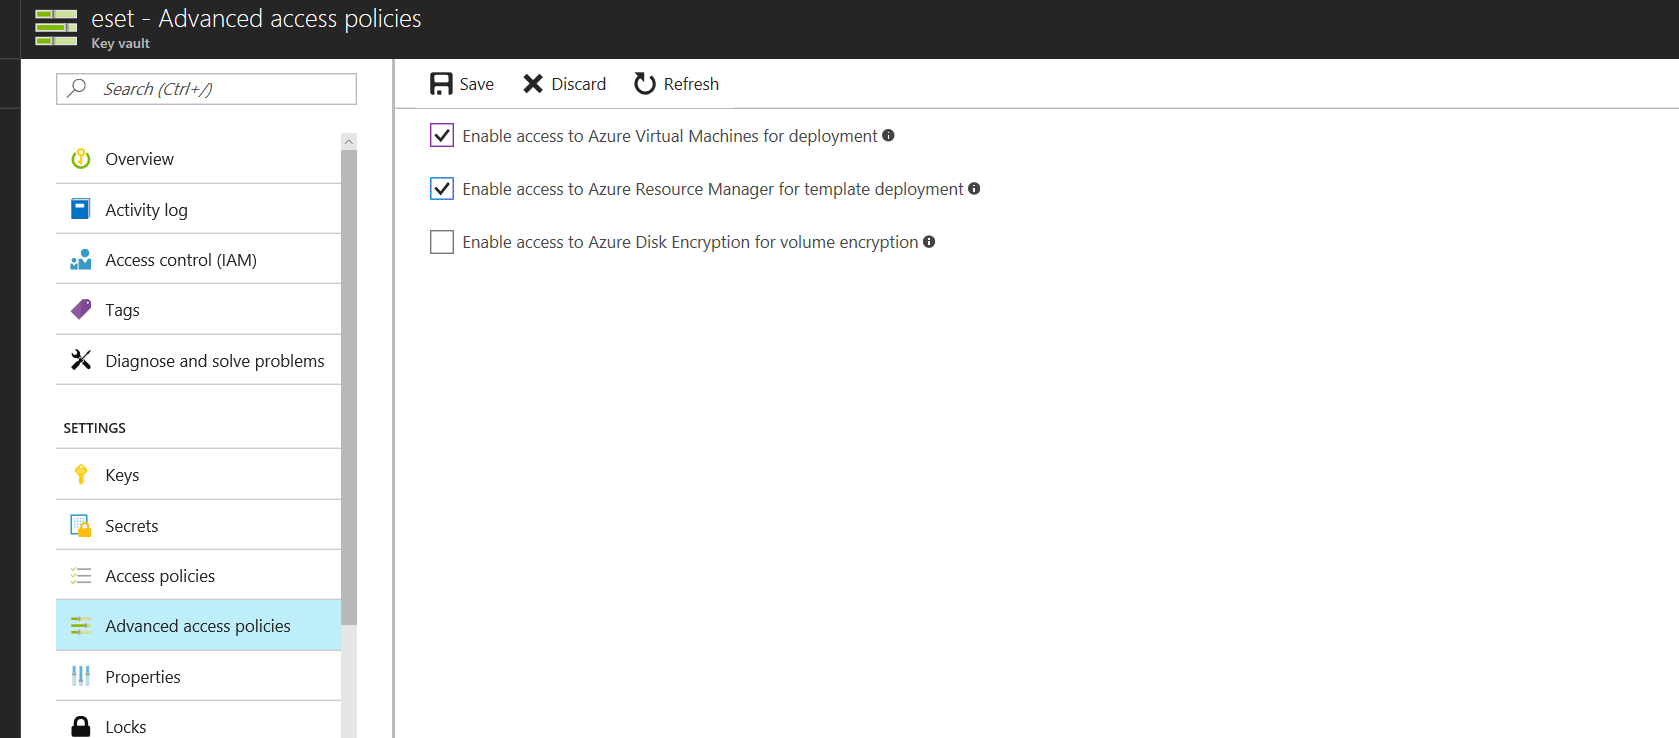 eset - Advanced access policies
Key vault
Search (Ctrl+/)
Overview
Activity log
Access control (IAM)
Tags
Diagnose and solve problems
SETTINGS
Keys
Secrets
Access policies
Advanced access policies
Properties
Locks
Save Discard Refresh
Enable access to Azure Virtual Machines for deployment
Enable access to Azure Resource Manager for template deployment
Enable access to Azure Disk Encryption for volume encryption